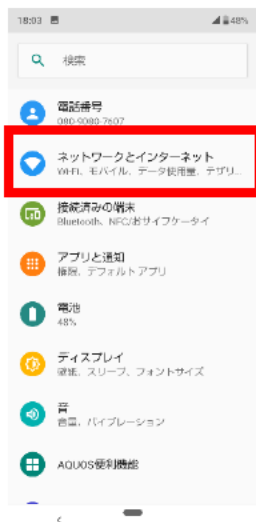 18:03 48%
検索
電話番号
080-9080-7607
ネットワークとインターネット
Wi-Fi、モバイル、データ使用量、テザリ...
接続済みの端末
Bluetooth、NFC/おサイフケータイ
アプリと通知
権限、デフォルトアプリ
電池
48%
ディスプレイ
壁紙、スリープ、フォントサイズ
音
音量、バイブレーション
AQUOS便利機能